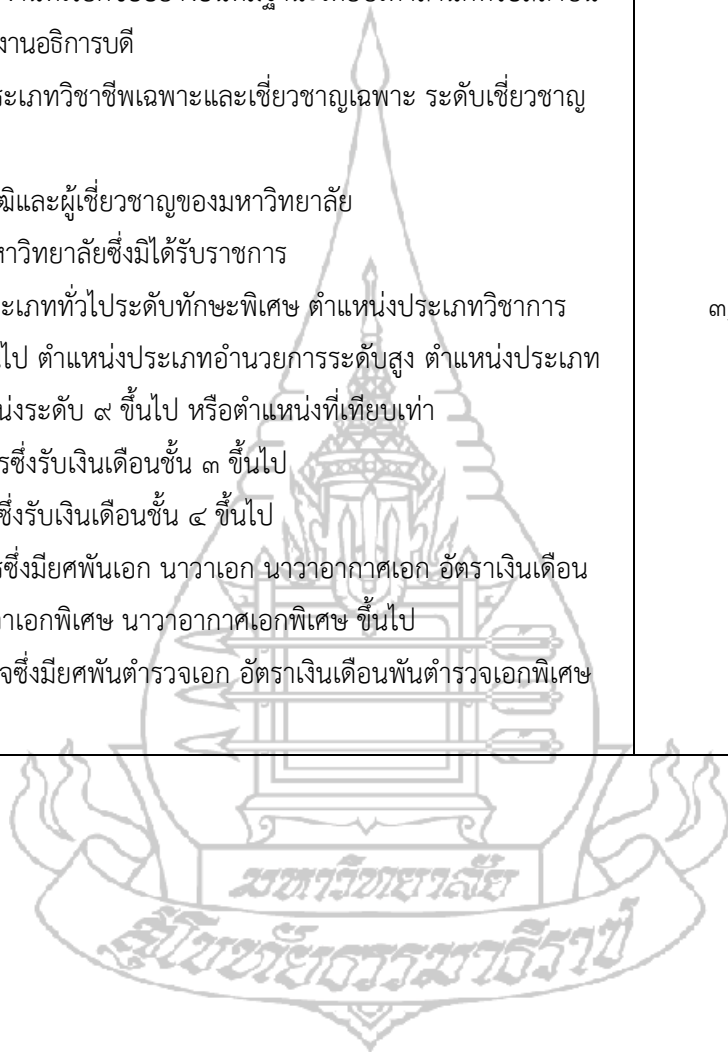 งานอธิการบดี
ระเภทวิชาชีพเฉพาะและเชี่ยวชาญเฉพาะ ระดับเชี่ยวชาญ
ฒิและผู้เชี่ยวชาญของมหาวิทยาลัย
หาวิทยาลัยซึ่งมิได้รับราชการ
ะเภททั่วไประดับทักษะพิเศษ ตำแหน่งประเภทวิชาการ ๓
นไป ตำแหน่งประเภทอำนวยการระดับสูง ตำแหน่งประเภท
น่งระดับ ๙ ขึ้นไป หรือตำแหน่งที่เทียบเท่า
รซึ่งรับเงินเดือนชั้น ๓ ขึ้นไป
ซึ่งรับเงินเดือนชั้น ๔ ขึ้นไป
รซึ่งมียศพันเอก นาวาเอก นาวาอากาศเอก อัตราเงินเดือน
าเอกพิเศษ นาวาอากาศเอกพิเศษ ขึ้นไป
จซึ่งมียศพันตำรวจเอก อัตราเงินเดือนพันตำรวจเอกพิเศษ
มหาวิทยาลัย
สุโขทัยธรรมาธิราช